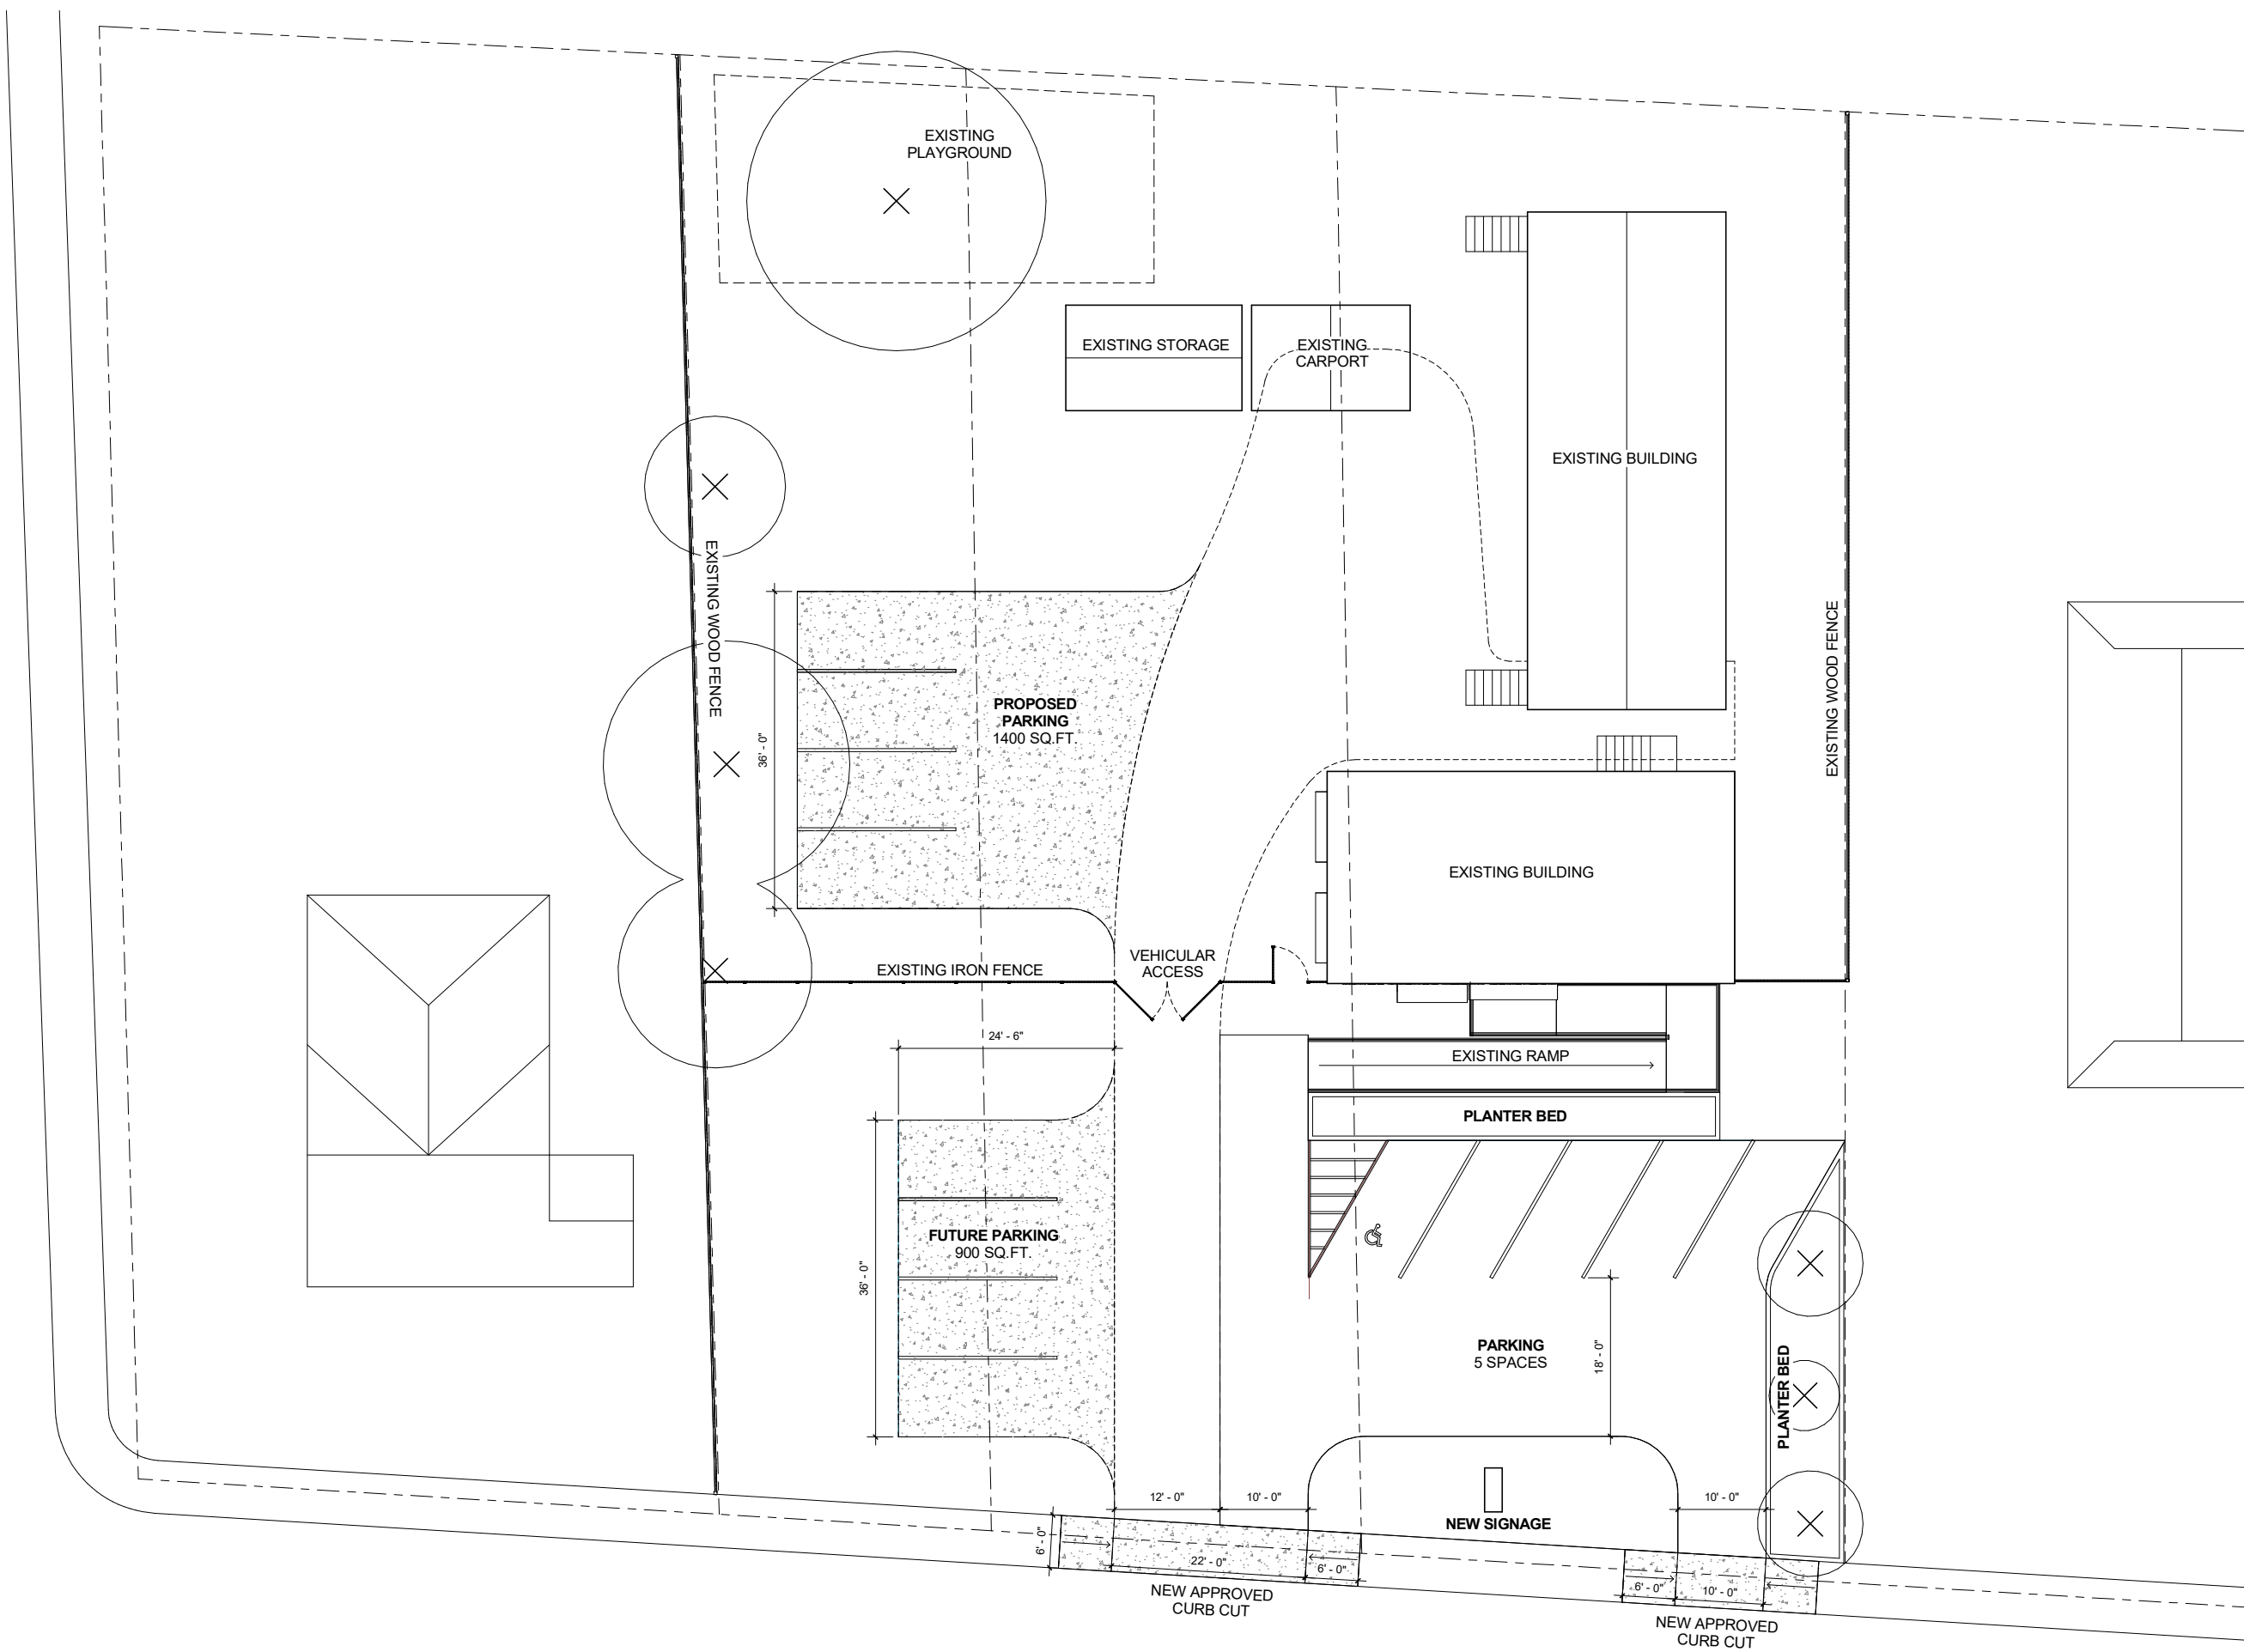 EXISTING
PLAYGROUND
EXISTING STORAGE
EXISTING
CARPORT
EXISTING BUILDING
EXISTING WOOD FENCE
EXISTING WOOD FENCE
PROPOSED
PARKING
1400 SQ.FT.
36' - 0"
EXISTING BUILDING
VEHICULAR
ACCESS
EXISTING IRON FENCE
24' - 6"
EXISTING RAMP
PLANTER BED
FUTURE PARKING
900 SQ.FT.
36' - 0"
PARKING
5 SPACES
18' - 0"
PLANTER BED
12' - 0"
10' - 0"
10' - 0"
NEW SIGNAGE
6' - 0"
22' - 0"
6' - 0"
NEW APPROVED
CURB CUT
6' - 0"
10' - 0"
NEW APPROVED
CURB CUT